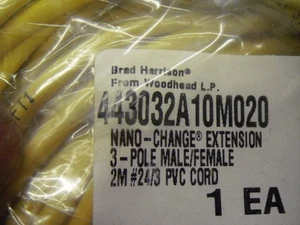 Brad Harrison®
From Woodhead L.P.
443032A10M020
NANO-CHANGE® EXTENSION
3-POLE MALE/FEMALE
2M #24/3 PVC CORD
1 EA